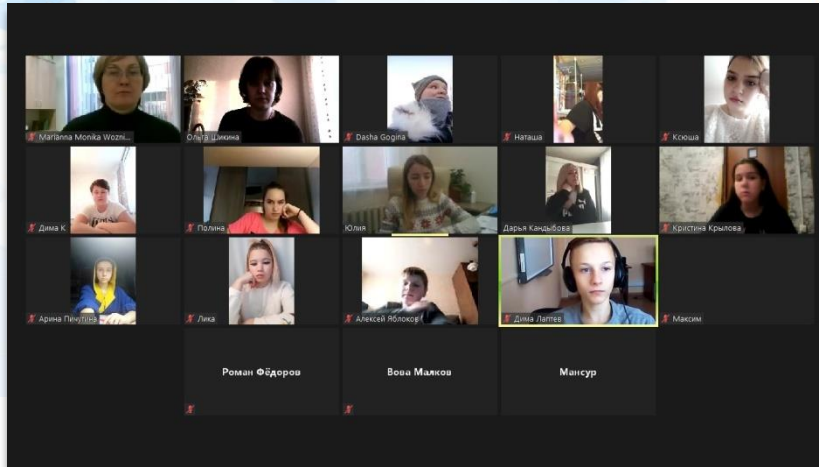 Marianna Monika Wozni...
Ольга Шикина
Dasha Gogina
Наташа
Ксюша
Дима К
Полина
Юлия
Дарья Кандыбова
Кристина Крылова
Арина Пичугина
Лика
Алексей Яблоков
Дима Лаптев
Максим
Роман Фёдоров
Вова Малков
Мансур